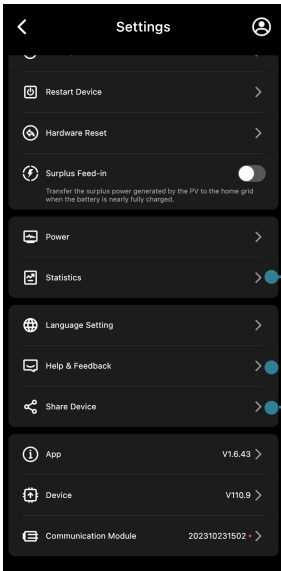 Settings
Restart Device
Hardware Reset
Surplus Feed-in
Transfer the surplus power generated by the PV to the home grid
when the battery is nearly fully charged.
Power
Statistics
Language Setting
Help & Feedback
Share Device
App V1.6.43
Device V110.9
Communication Module 202310231502